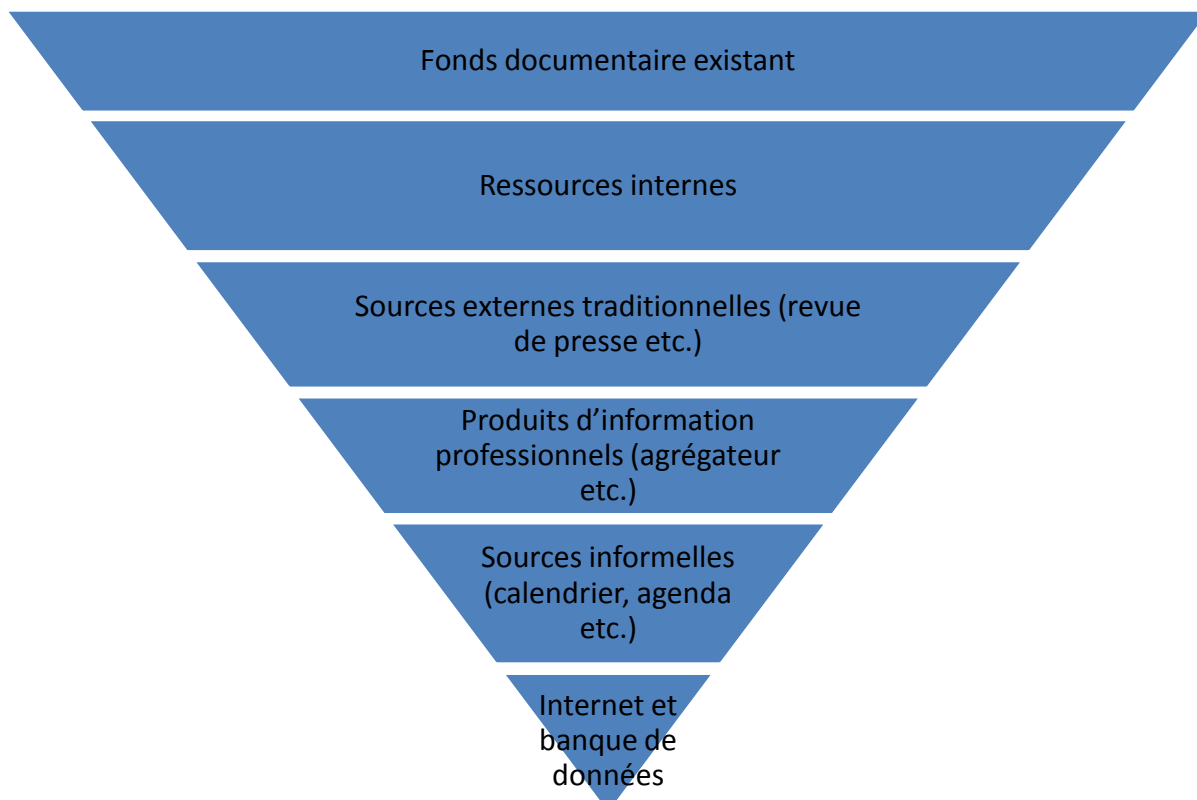 Fonds documentaire existant
Ressources internes
Sources externes traditionnelles (revue
de presse etc.)
Produits d’information
professionnels (agrégateur
etc.)
Sources informelles
(calendrier, agenda
etc.)
Internet et
banque de
données